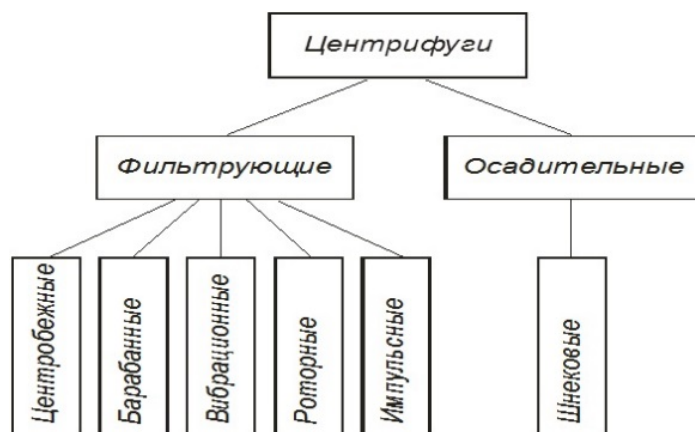 Центрифуги
Фильтрующие
Осадительные
Центробежные
Барабанные
Вибрационные
Роторные
Импульсные
Шнековые